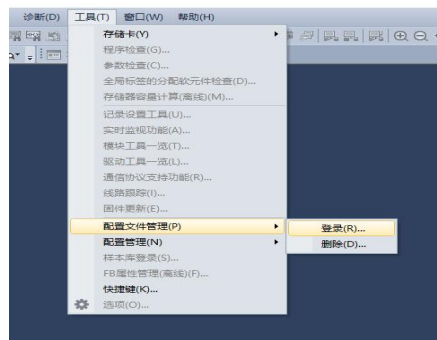 诊断(D) 工具(T) 窗口(W) 帮助(H)
存储卡(Y)
程序检查(G)...
参数检查(C)...
全局标签的分配软元件检查(D)...
存储器容量计算(离线)(M)...
记录设置工具(U)...
实时监视功能(A)...
模块工具一览(T)...
驱动工具一览(L)...
通信协议支持功能(R)...
线路跟踪(I)...
固件更新(E)...
配置文件管理(P)
登录(R)...
配置管理(N)
删除(D)...
样本库登录(S)...
FB属性管理(离线)(F)...
快捷键(K)...
选项(O)...